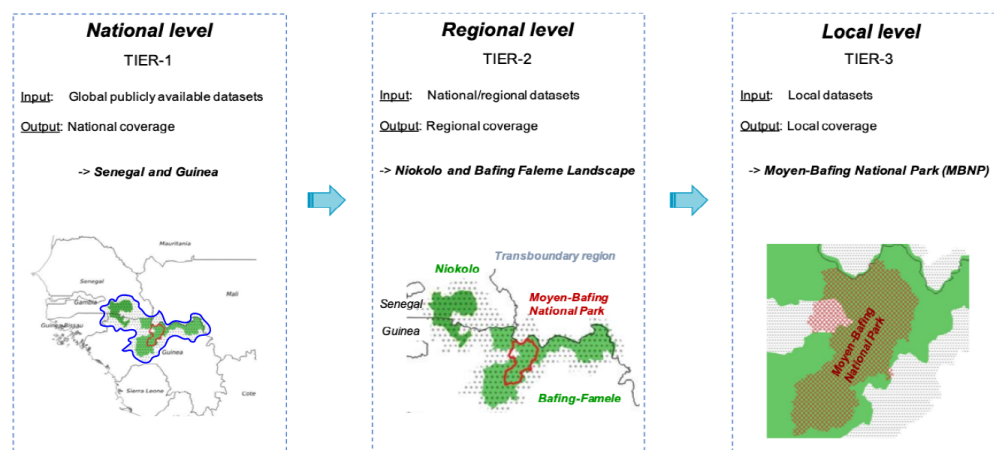 National level
TIER-1
Input: Global publicly available datasets
Output: National coverage
-> Senegal and Guinea
Mauritania
Senegal
Gambia
Mali
Guinea-Bissau
Guinea
Sierra Leone
Cote
Regional level
TIER-2
Input: National/regional datasets
Output: Regional coverage
-> Niokolo and Bafing Faleme Landscape
Transboundary region
Niokolo
Senegal
Moyen-Bafing
National Park
Guinea
Bafing-Famele
Local level
TIER-3
Input: Local datasets
Output: Local coverage
-> Moyen-Bafing National Park (MBNP)
Moyen-Bafing
National Park